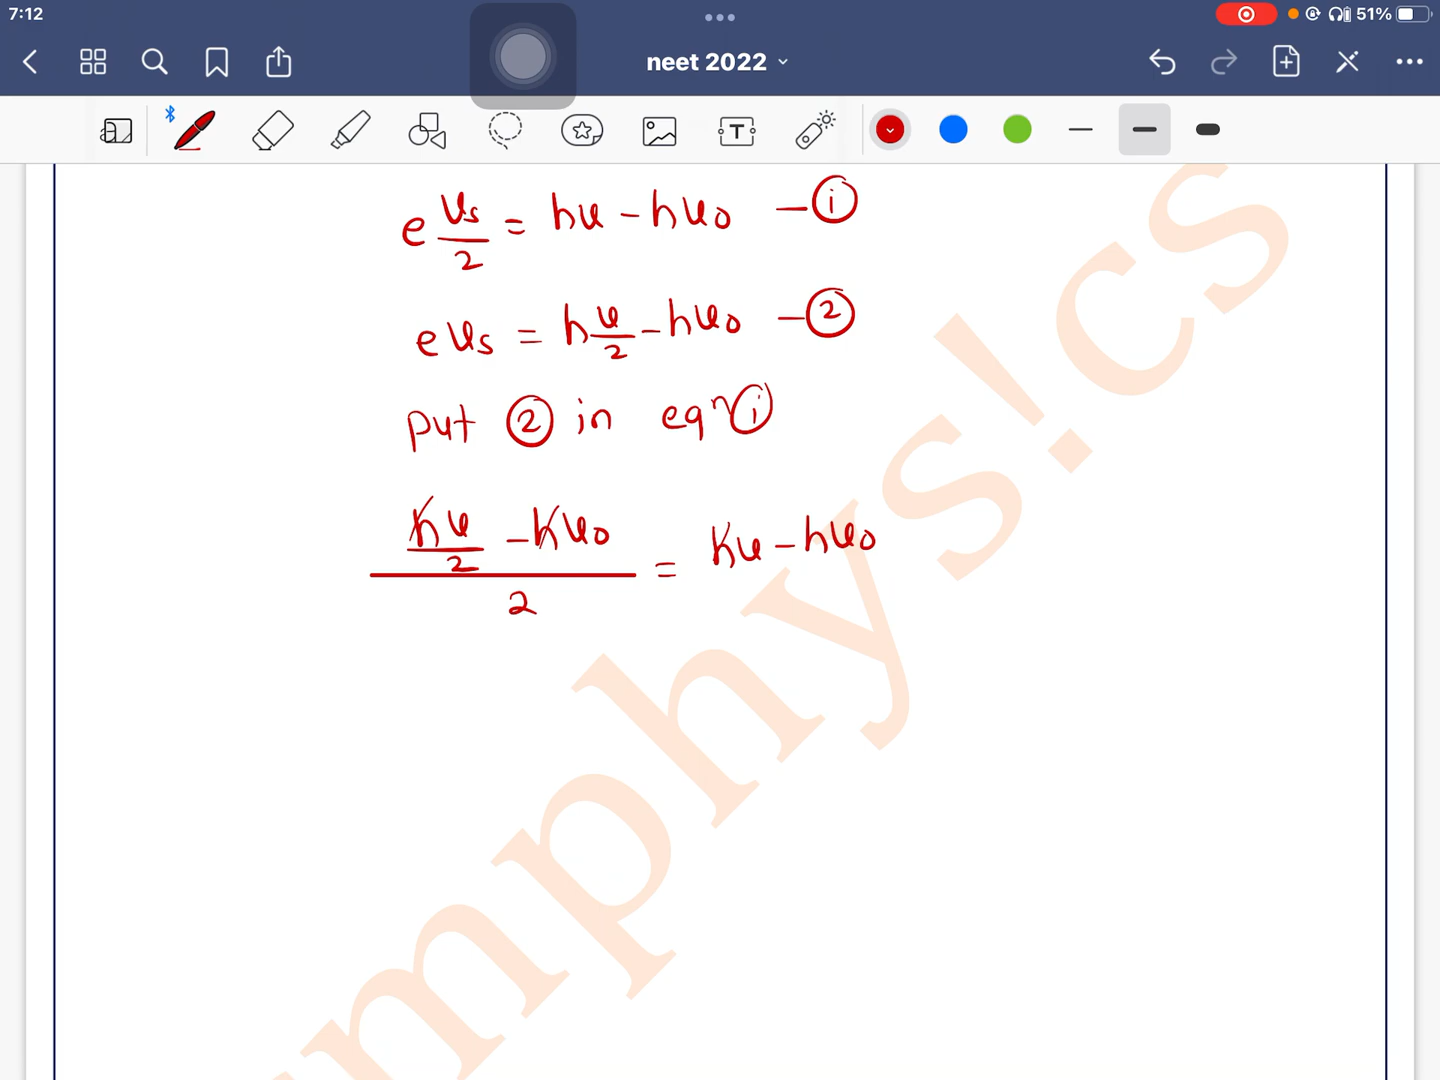 7:12
51%
neet 2022
T
e Vs/2 = hν - hν0 - ①
eVs = h ν/2 - hν0 - ②
put ② in eqn ①
(hν/2 - hν0)/2 = hν - hν0
mphys!cs